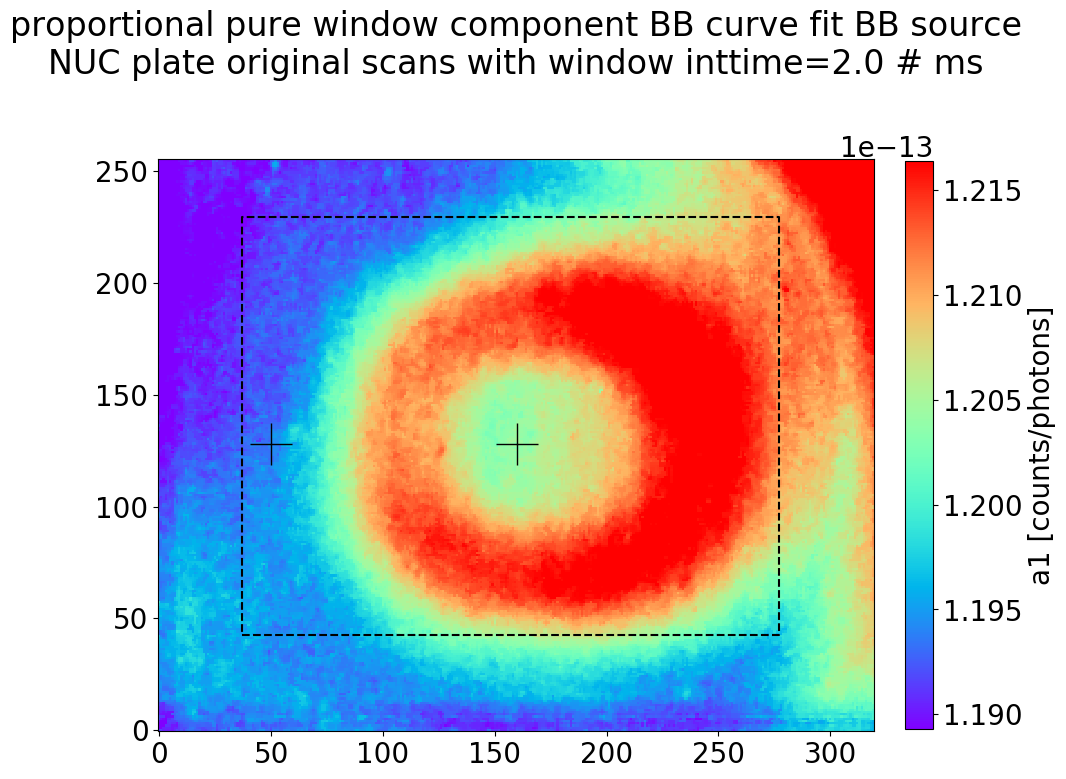 proportional pure window component BB curve fit BB source
NUC plate original scans with window inttime=2.0 # ms
1e−13
250
200
150
100
50
0
0 50 100 150 200 250 300
1.215
1.210
1.205
1.200
1.195
1.190
a1 [counts/photons]